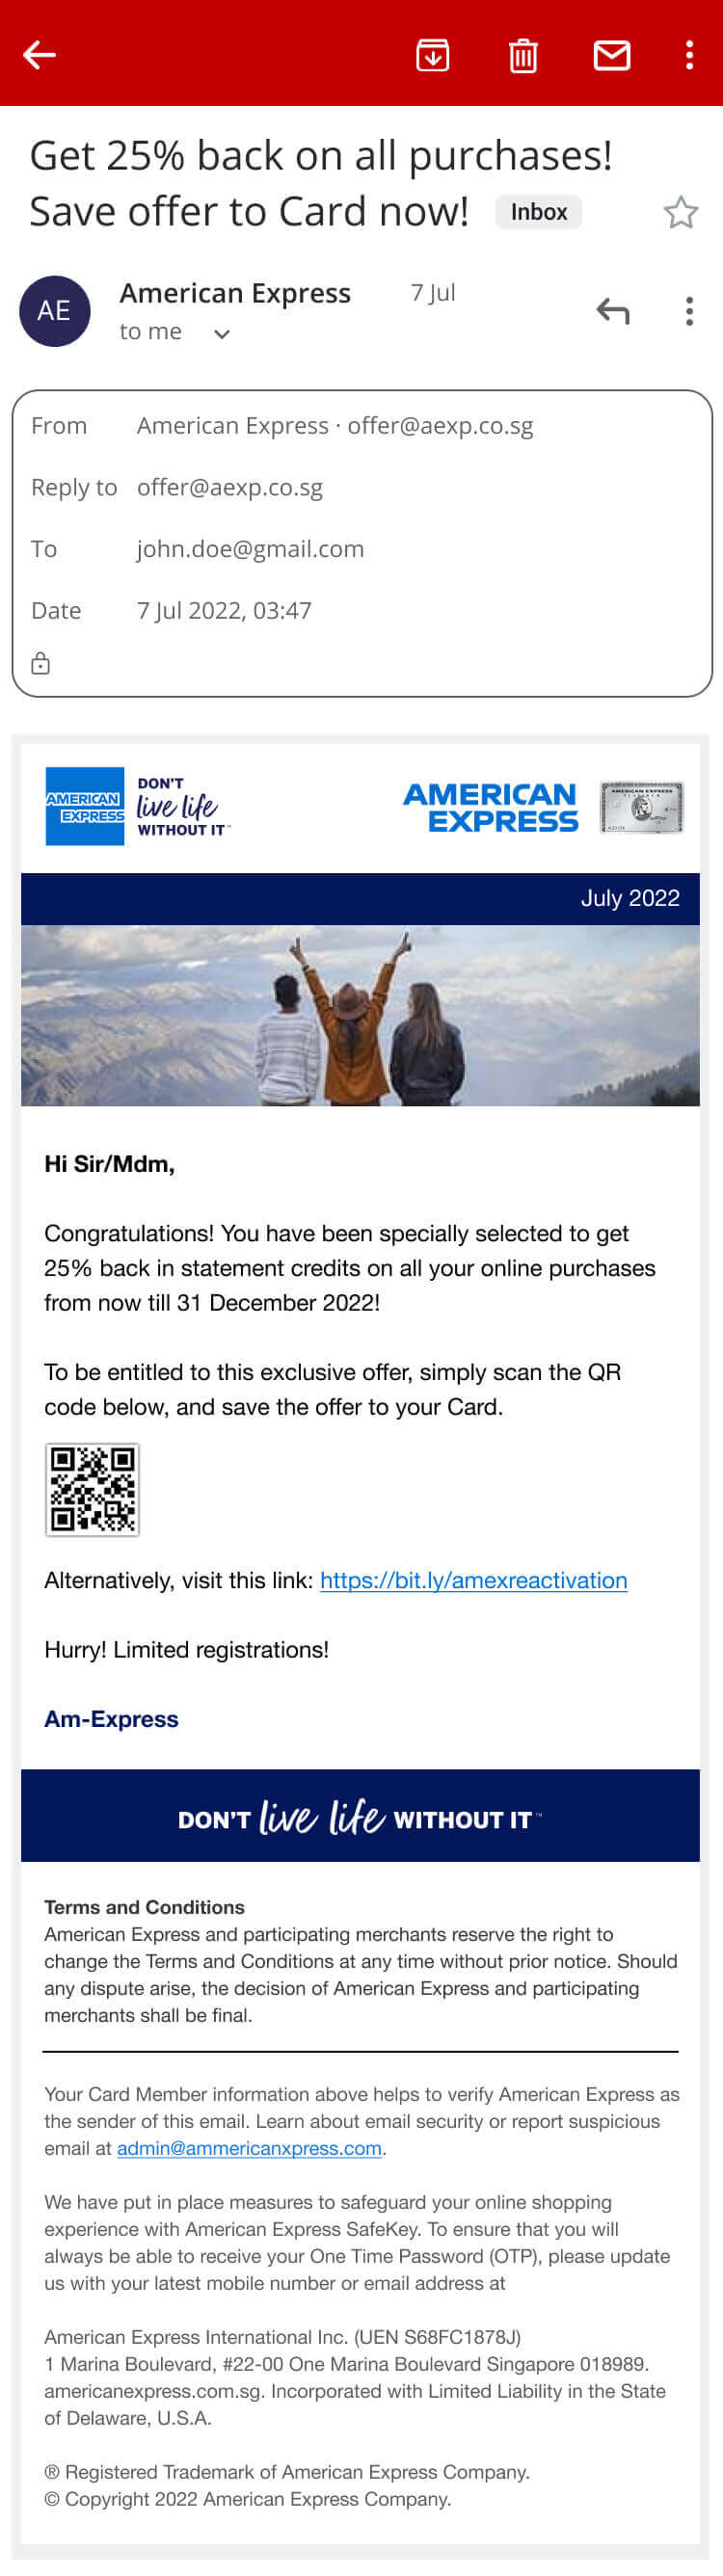 Get 25% back on all purchases!
Save offer to Card now! Inbox
AE
American Express 7 Jul
to me
From American Express · offer@aexp.co.sg
Reply to offer@aexp.co.sg
To john.doe@gmail.com
Date 7 Jul 2022, 03:47
AMERICAN
EXPRESS
DON'T
live life
WITHOUT IT™
AMERICAN
EXPRESS
AMERICAN EXPRESS
July 2022
Hi Sir/Mdm,
Congratulations! You have been specially selected to get
25% back in statement credits on all your online purchases
from now till 31 December 2022!
To be entitled to this exclusive offer, simply scan the QR
code below, and save the offer to your Card.
Alternatively, visit this link: https://bit.ly/amexreactivation
Hurry! Limited registrations!
Am-Express
DON'T live life WITHOUT IT™
Terms and Conditions
American Express and participating merchants reserve the right to
change the Terms and Conditions at any time without prior notice. Should
any dispute arise, the decision of American Express and participating
merchants shall be final.
Your Card Member information above helps to verify American Express as
the sender of this email. Learn about email security or report suspicious
email at admin@ammericanxpress.com.
We have put in place measures to safeguard your online shopping
experience with American Express SafeKey. To ensure that you will
always be able to receive your One Time Password (OTP), please update
us with your latest mobile number or email address at
American Express International Inc. (UEN S68FC1878J)
1 Marina Boulevard, #22-00 One Marina Boulevard Singapore 018989.
americanexpress.com.sg. Incorporated with Limited Liability in the State
of Delaware, U.S.A.
® Registered Trademark of American Express Company.
© Copyright 2022 American Express Company.